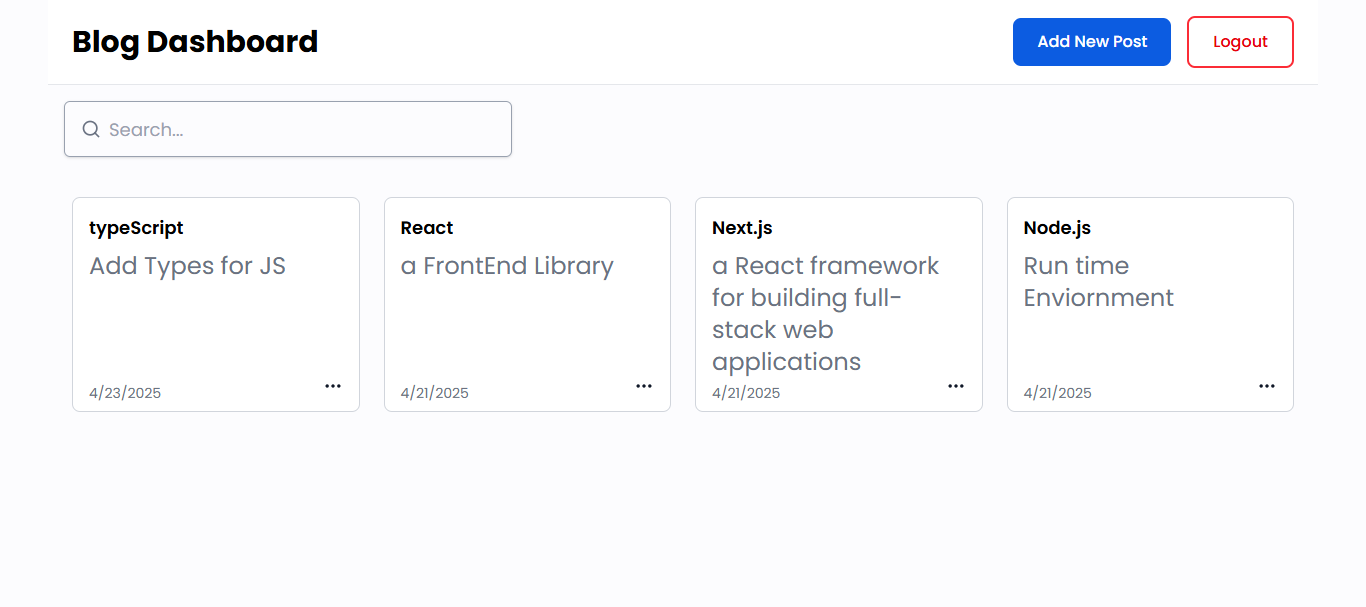 Blog Dashboard
Add New Post
Logout
Search...
typeScript
Add Types for JS
4/23/2025
React
a FrontEnd Library
4/21/2025
Next.js
a React framework
for building full-
stack web
applications
4/21/2025
Node.js
Run time
Enviornment
4/21/2025